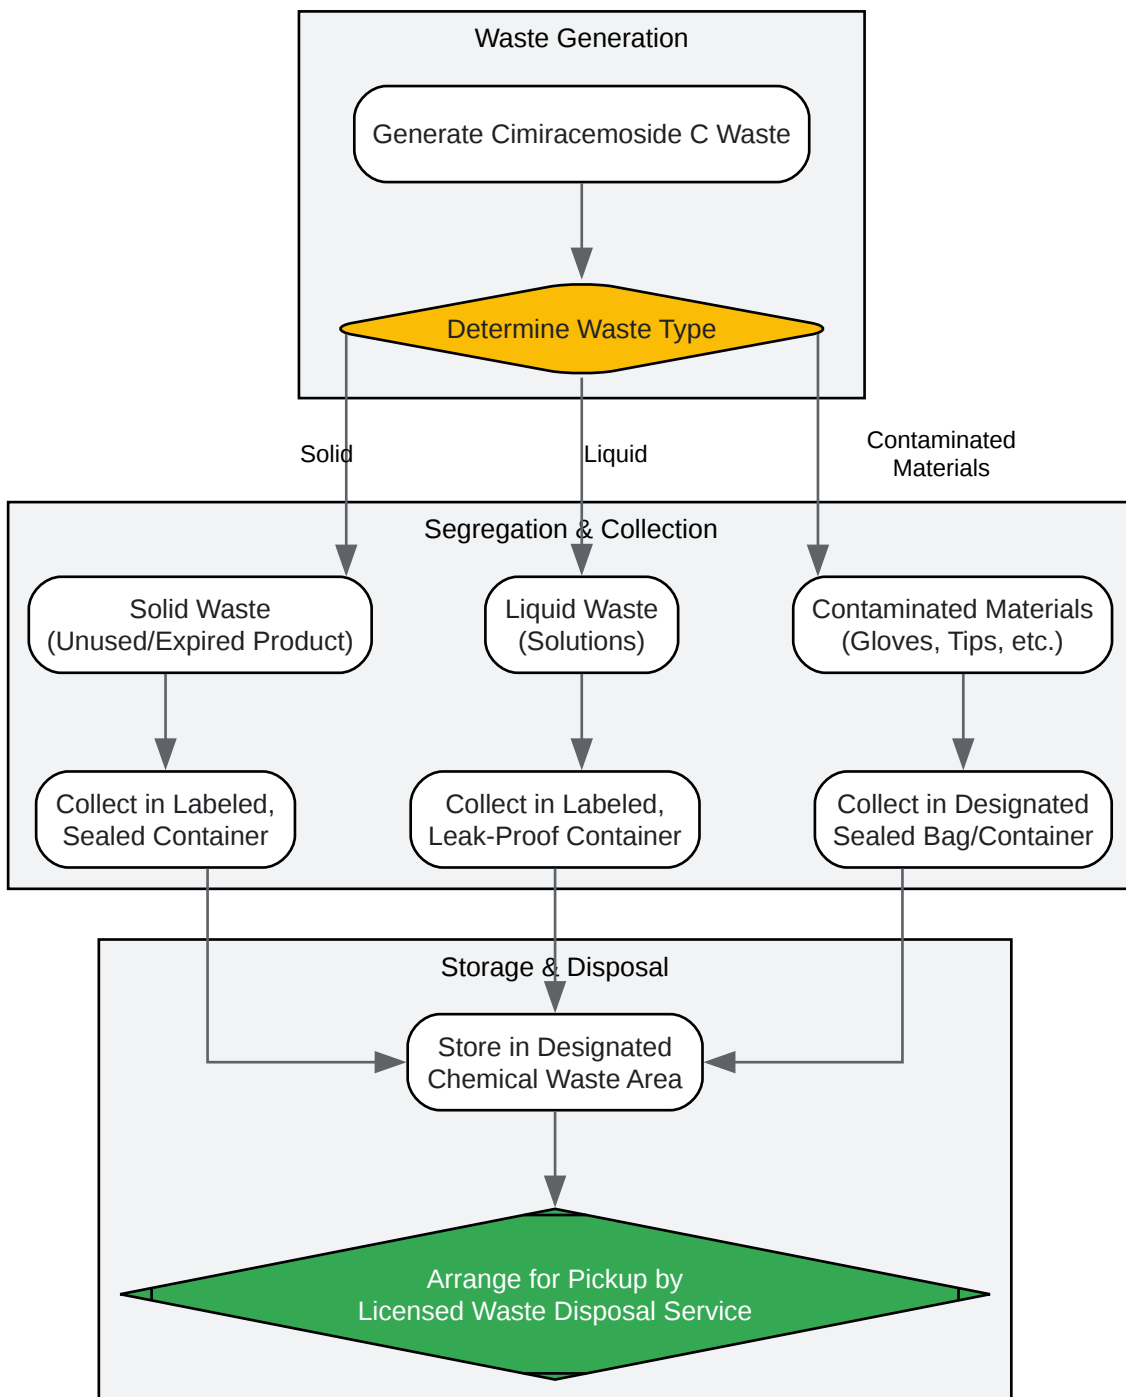 Waste Generation
Generate Cimiracemoside C Waste
Determine Waste Type
Solid
Liquid
Contaminated
Materials
Segregation & Collection
Solid Waste
(Unused/Expired Product)
Liquid Waste
(Solutions)
Contaminated Materials
(Gloves, Tips, etc.)
Collect in Labeled,
Sealed Container
Collect in Labeled,
Leak-Proof Container
Collect in Designated
Sealed Bag/Container
Storage & Disposal
Store in Designated
Chemical Waste Area
Arrange for Pickup by
Licensed Waste Disposal Service